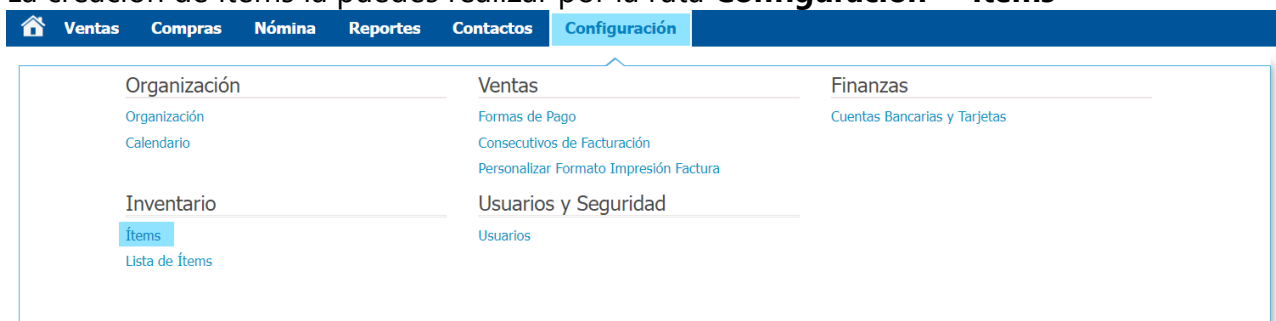 La creación de ítems la puedes realizar por la ruta Configuración
Ventas Compras Nómina Reportes Contactos Configuración
Organización Ventas Finanzas
Organización Formas de Pago Cuentas Bancarias y Tarjetas
Calendario Consecutivos de Facturación
Personalizar Formato Impresión Factura
Inventario Usuarios y Seguridad
Ítems Usuarios
Lista de Ítems